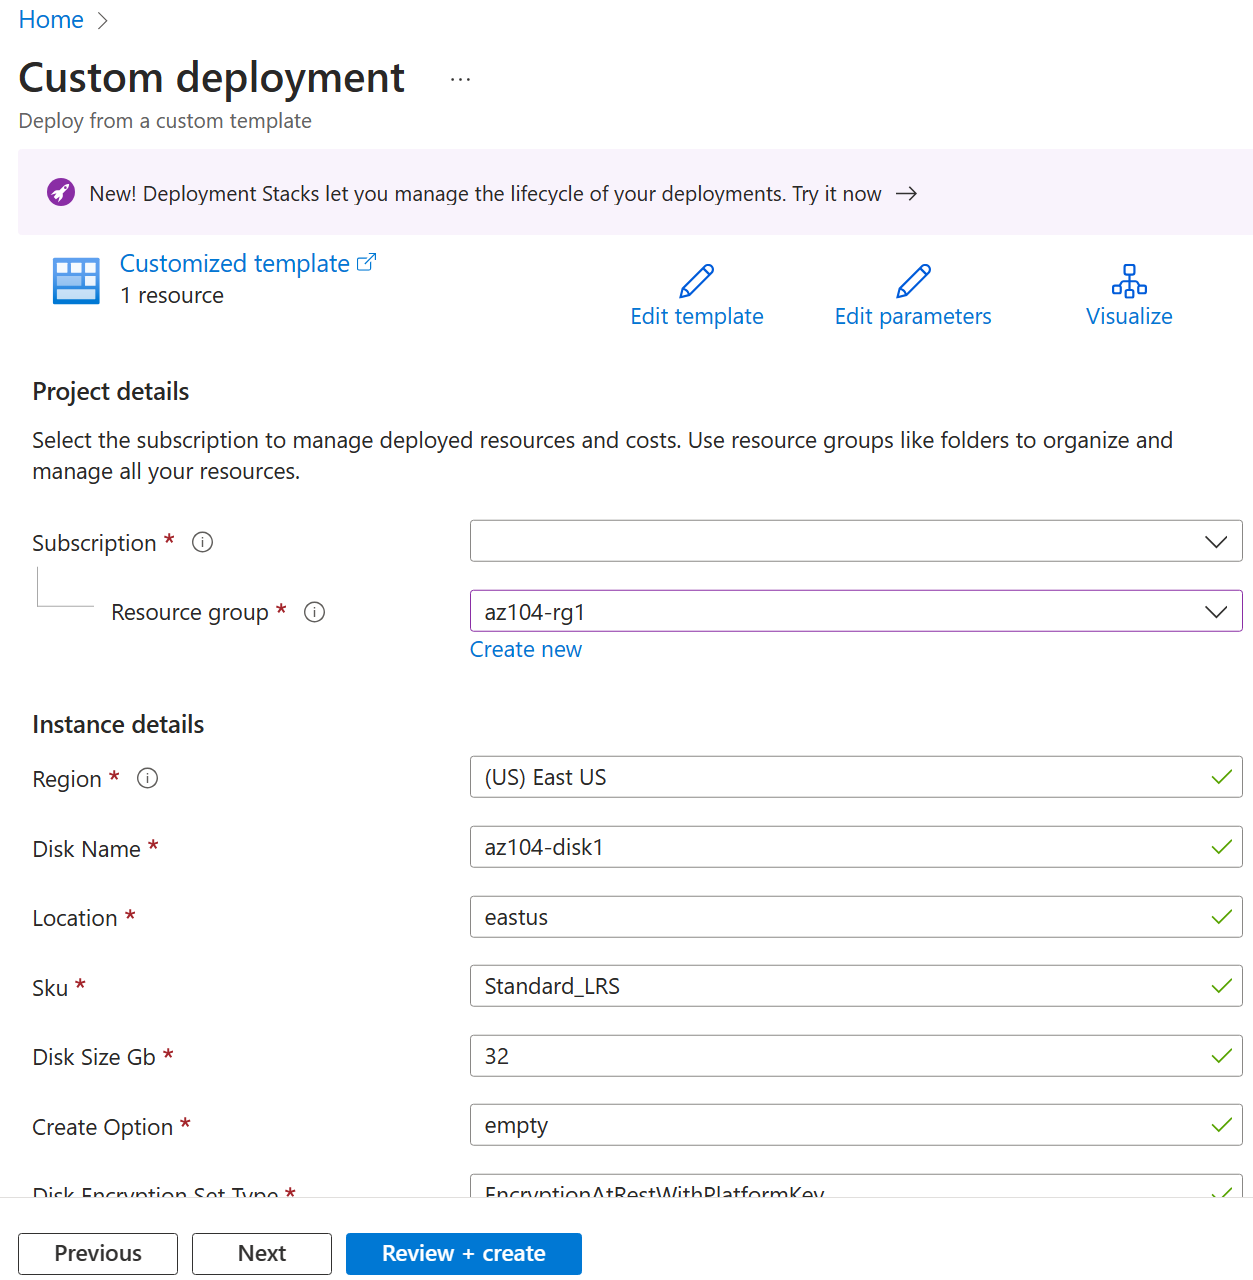 Home
Custom deployment ...
Deploy from a custom template
New! Deployment Stacks let you manage the lifecycle of your deployments. Try it now →
Customized template
1 resource
Edit template
Edit parameters
Visualize
Project details
Select the subscription to manage deployed resources and costs. Use resource groups like folders to organize and
manage all your resources.
Subscription *
Resource group *
az104-rg1
Create new
Instance details
Region *
(US) East US
Disk Name *
az104-disk1
Location *
eastus
Sku *
Standard_LRS
Disk Size Gb *
32
Create Option *
empty
Disk Encryption Set Type *
EncryptionAtRestWithPlatformKey
Previous
Next
Review + create